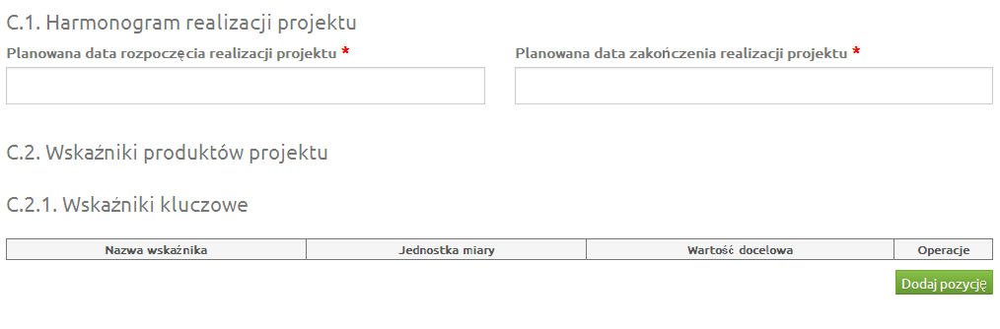 C.1. Harmonogram realizacji projektu
Planowana data rozpoczęcia realizacji projektu * Planowana data zakończenia realizacji projektu *
C.2. Wskaźniki produktów projektu
C.2.1. Wskaźniki kluczowe
Nazwa wskaźnika Jednostka miary Wartość docelowa Operacje
Dodaj pozycję